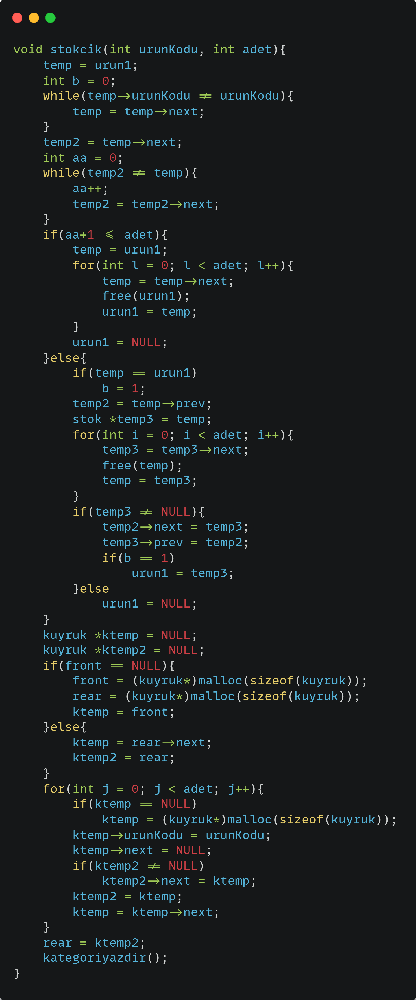 void stokcik(int urunKodu, int adet){
    temp = urun1;
    int b = 0;
    while(temp->urunKodu != urunKodu){
        temp = temp->next;
    }
    temp2 = temp->next;
    int aa = 0;
    while(temp2 != temp){
        aa++;
        temp2 = temp2->next;
    }
    if(aa+1 <= adet){
        temp = urun1;
        for(int l = 0; l < adet; l++){
            temp = temp->next;
            free(urun1);
            urun1 = temp;
        }
        urun1 = NULL;
    }else{
        if(temp == urun1)
            b = 1;
        temp2 = temp->prev;
        stok *temp3 = temp;
        for(int i = 0; i < adet; i++){
            temp3 = temp3->next;
            free(temp);
            temp = temp3;
        }
        if(temp3 != NULL){
            temp2->next = temp3;
            temp3->prev = temp2;
            if(b == 1)
                urun1 = temp3;
        }else
            urun1 = NULL;
    }
    kuyruk *ktemp = NULL;
    kuyruk *ktemp2 = NULL;
    if(front == NULL){
        front = (kuyruk*)malloc(sizeof(kuyruk));
        rear = (kuyruk*)malloc(sizeof(kuyruk));
        ktemp = front;
    }else{
        ktemp = rear->next;
        ktemp2 = rear;
    }
    for(int j = 0; j < adet; j++){
        if(ktemp == NULL)
            ktemp = (kuyruk*)malloc(sizeof(kuyruk));
        ktemp->urunKodu = urunKodu;
        ktemp->next = NULL;
        if(ktemp2 != NULL)
            ktemp2->next = ktemp;
        ktemp2 = ktemp;
        ktemp = ktemp->next;
    }
    rear = ktemp2;
    kategoriyazdir();
}